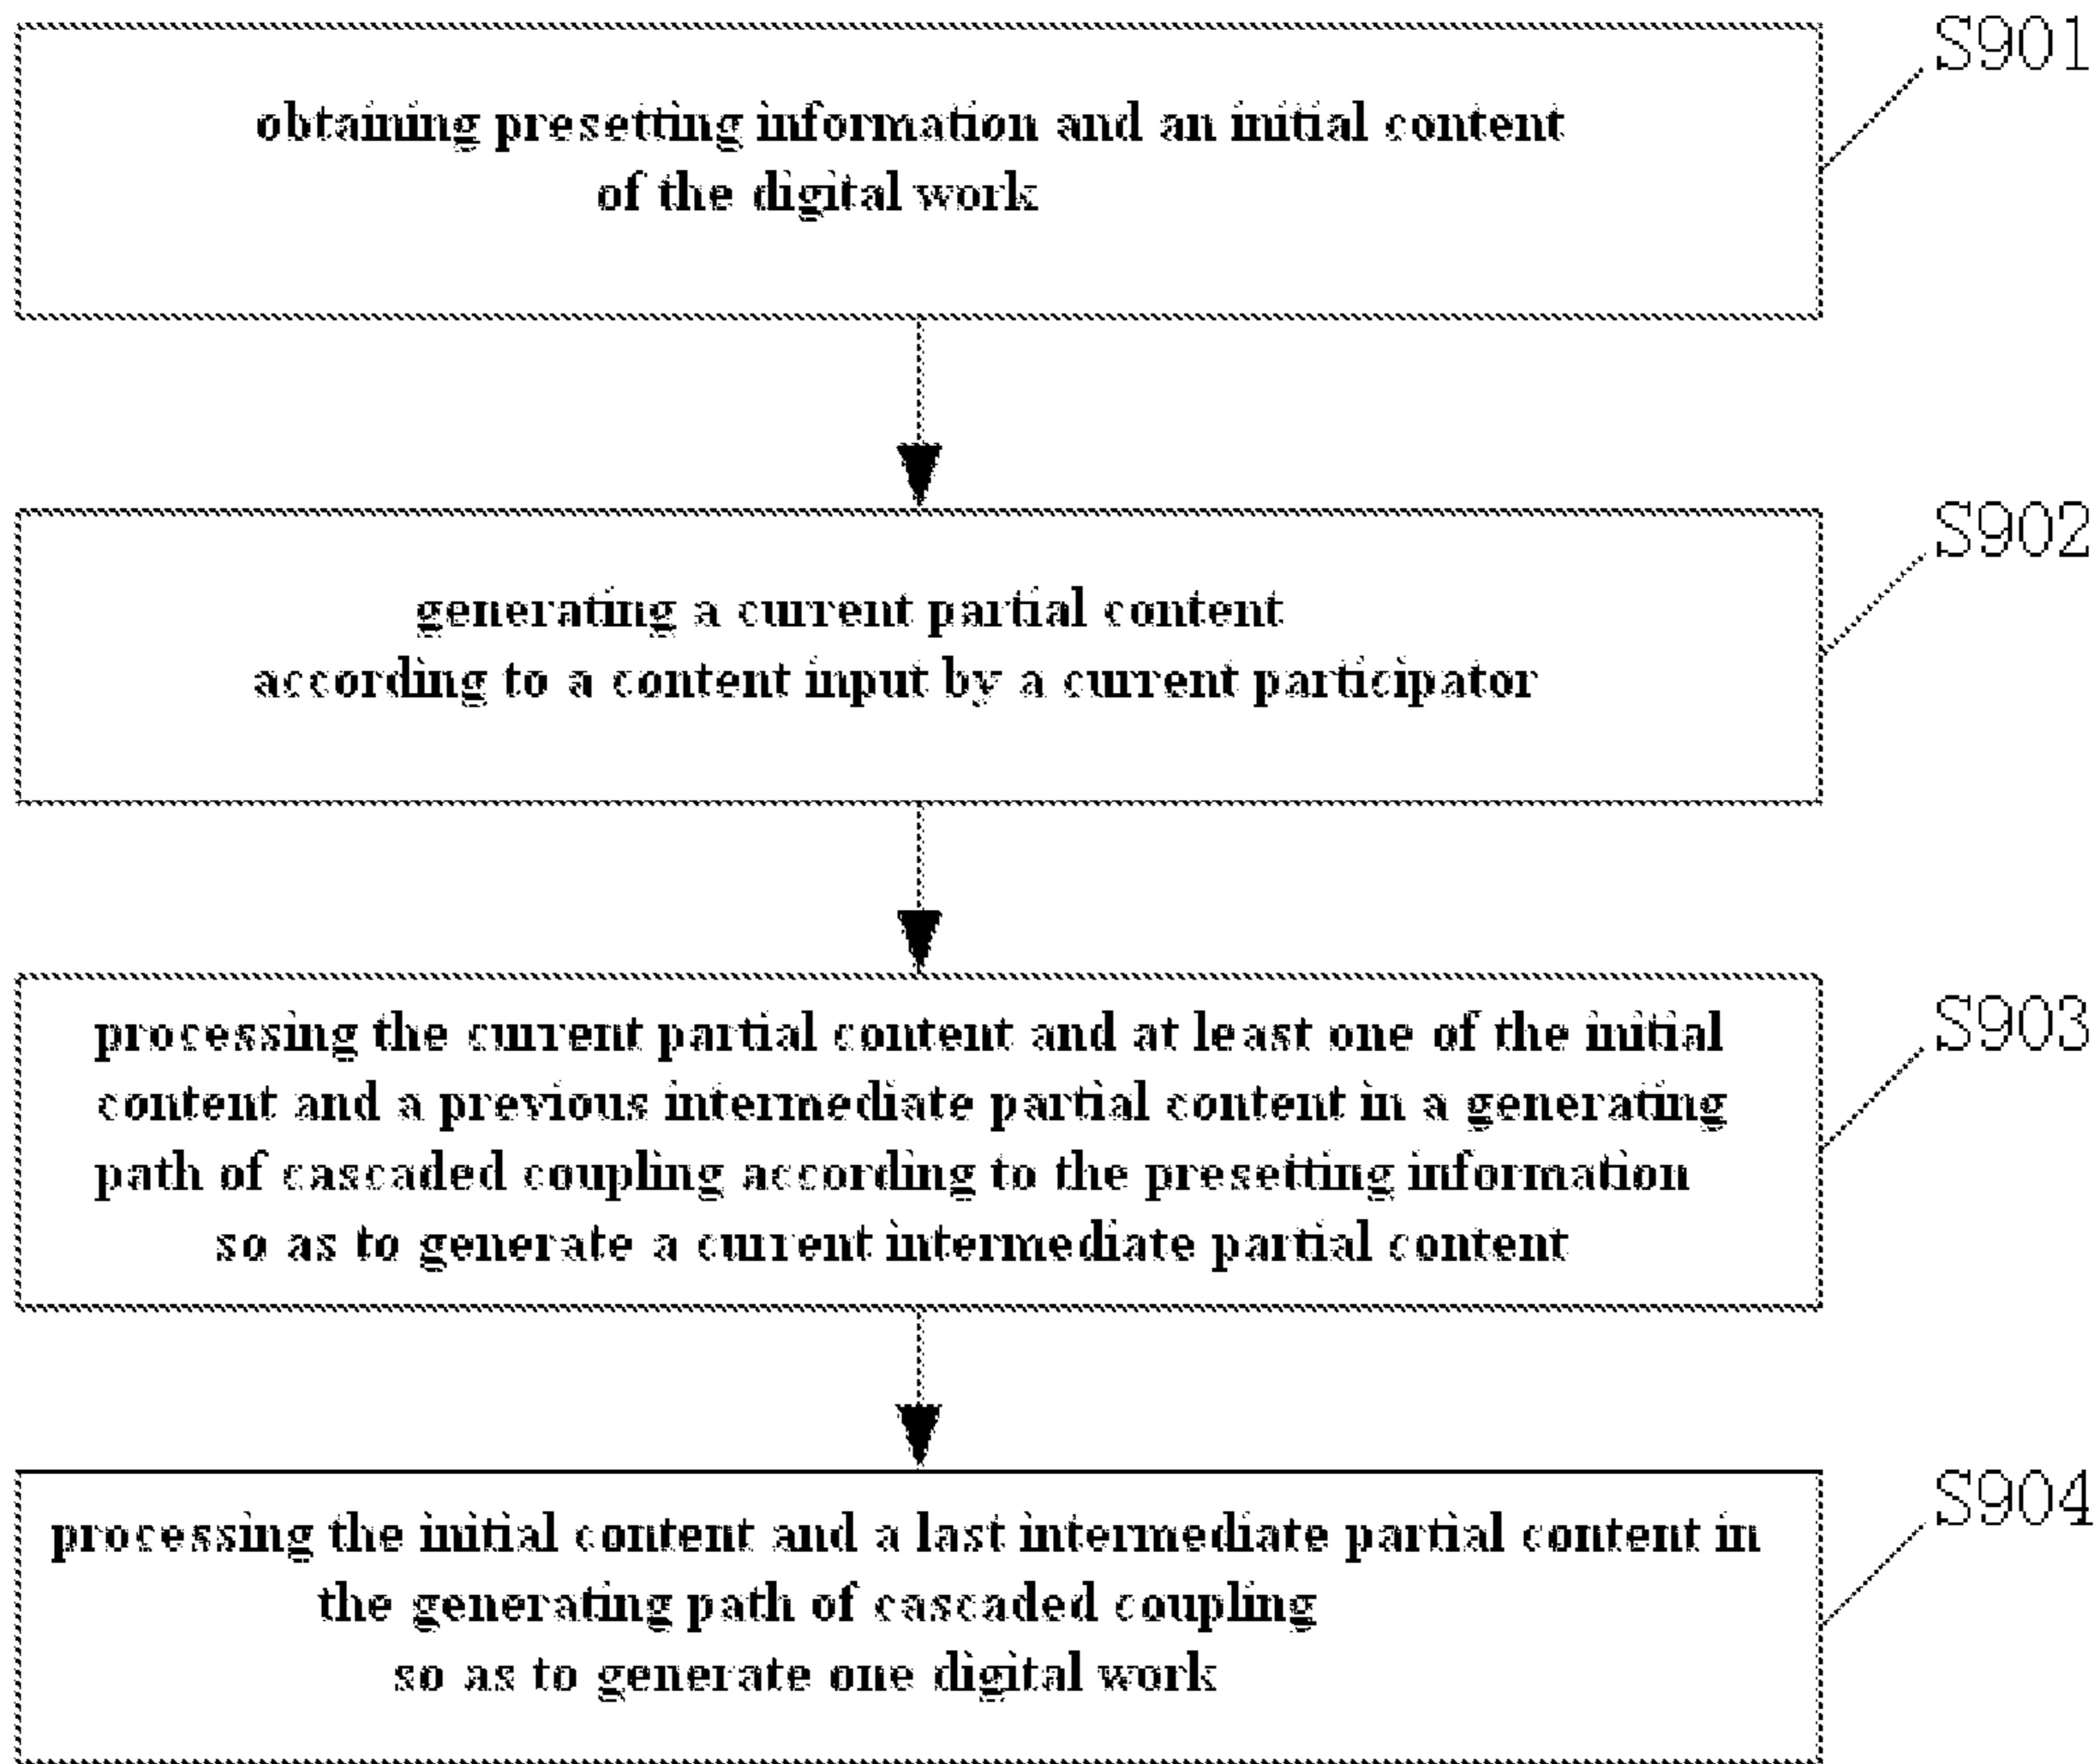 S901
obtaining presetting information and an initial content
of the digital work
S902
generating a current partial content
according to a content input by a current participator
S903
processing the current partial content and at least one of the initial
content and a previous intermediate partial content in a generating
path of cascaded coupling according to the presetting information
so as to generate a current intermediate partial content
S904
processing the initial content and a last intermediate partial content in
the generating path of cascaded coupling
so as to generate one digital work